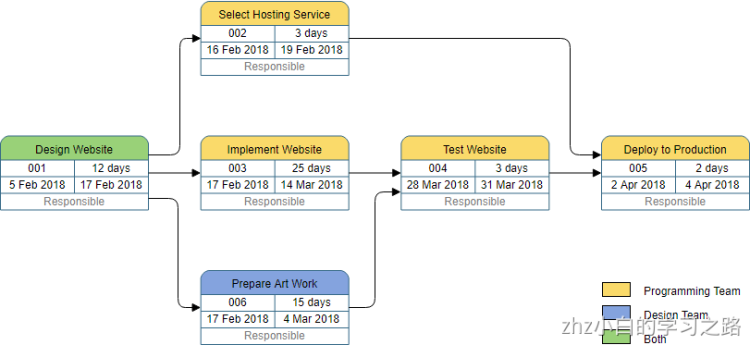 Select Hosting Service
002 3 days
16 Feb 2018 19 Feb 2018
Responsible
Design Website
001 12 days
5 Feb 2018 17 Feb 2018
Responsible
Implement Website
003 25 days
17 Feb 2018 14 Mar 2018
Responsible
Test Website
004 3 days
28 Mar 2018 31 Mar 2018
Responsible
Deploy to Production
005 2 days
2 Apr 2018 4 Apr 2018
Responsible
Prepare Art Work
006 15 days
17 Feb 2018 4 Mar 2018
Responsible
Programming Team
Design Team
Both
zhz小白的学习之路